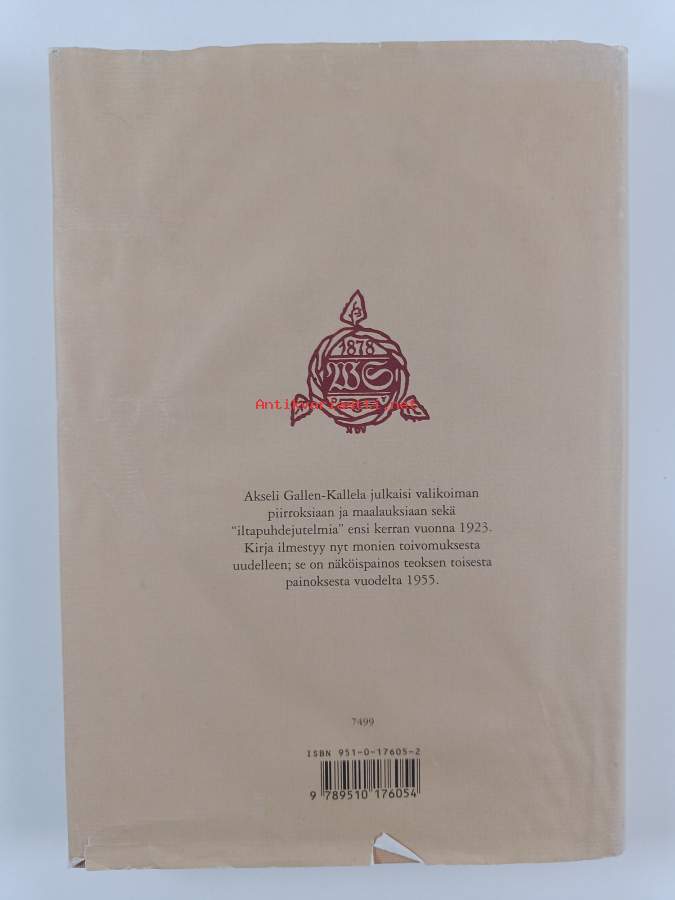 1878
WS
Antikvariaatti.net
Akseli Gallen-Kallela julkaisi valikoiman
piirroksiaan ja maalauksiaan sekä
“iltapuhdejutelmia” ensi kerran vuonna 1923.
Kirja ilmestyy nyt monien toivomuksesta
uudelleen; se on näköispainos teoksen toisesta
painoksesta vuodelta 1955.
7499
ISBN 951-0-17605-2
9 789510 176054